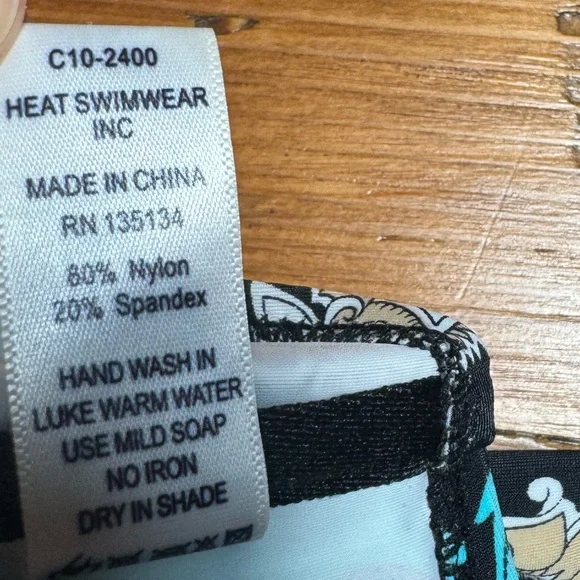 C10-2400
HEAT SWIMWEAR
INC
MADE IN CHINA
RN 135134
80% Nylon
20% Spandex
HAND WASH IN
LUKE WARM WATER
USE MILD SOAP
NO IRON
DRY IN SHADE